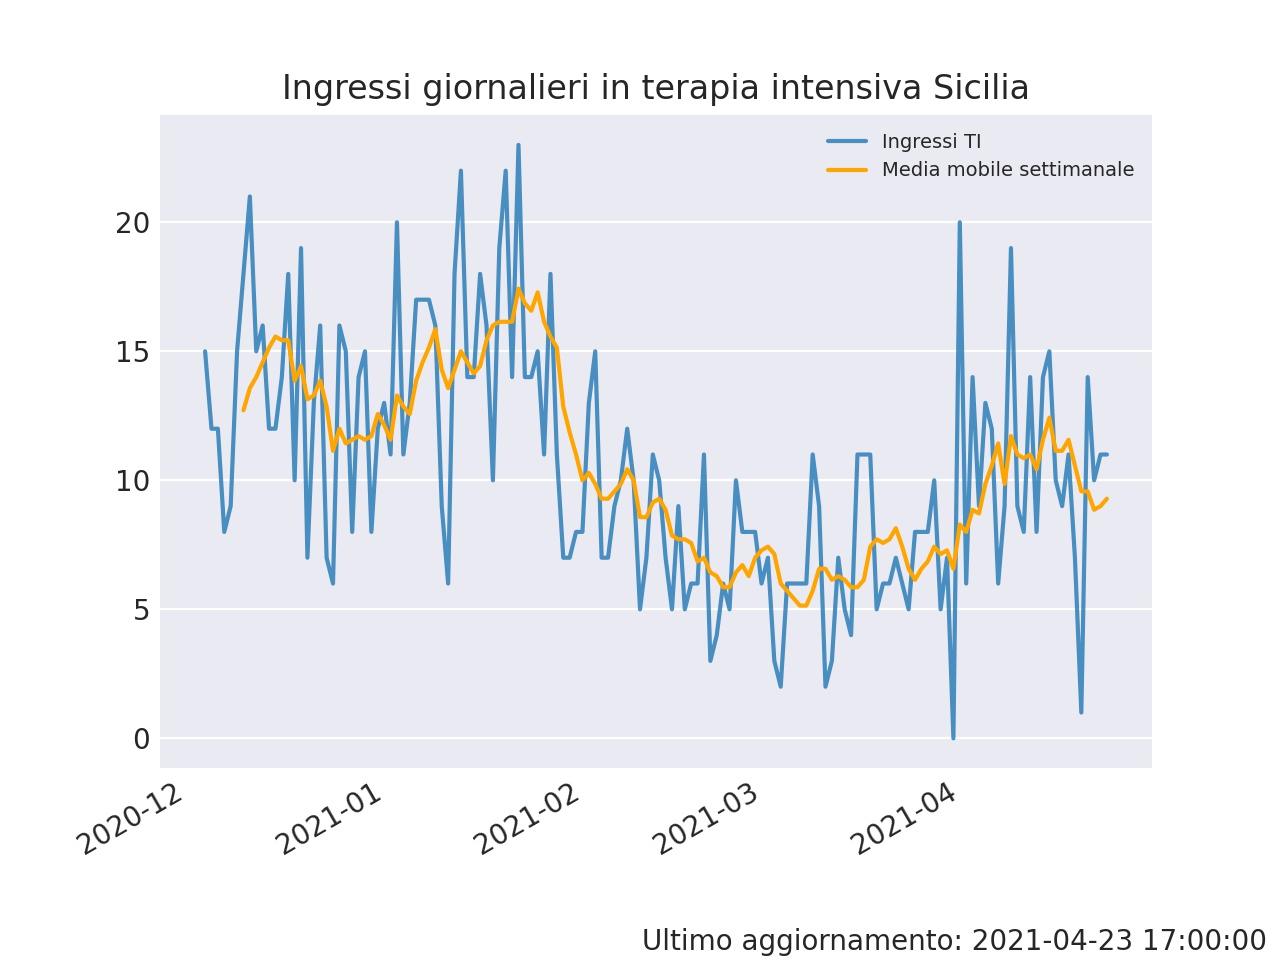 Ingressi giornalieri in terapia intensiva Sicilia
Ingressi TI
Media mobile settimanale
20
15
10
5
0
2020-12
2021-01
2021-02
2021-03
2021-04
Ultimo aggiornamento: 2021-04-23 17:00:00